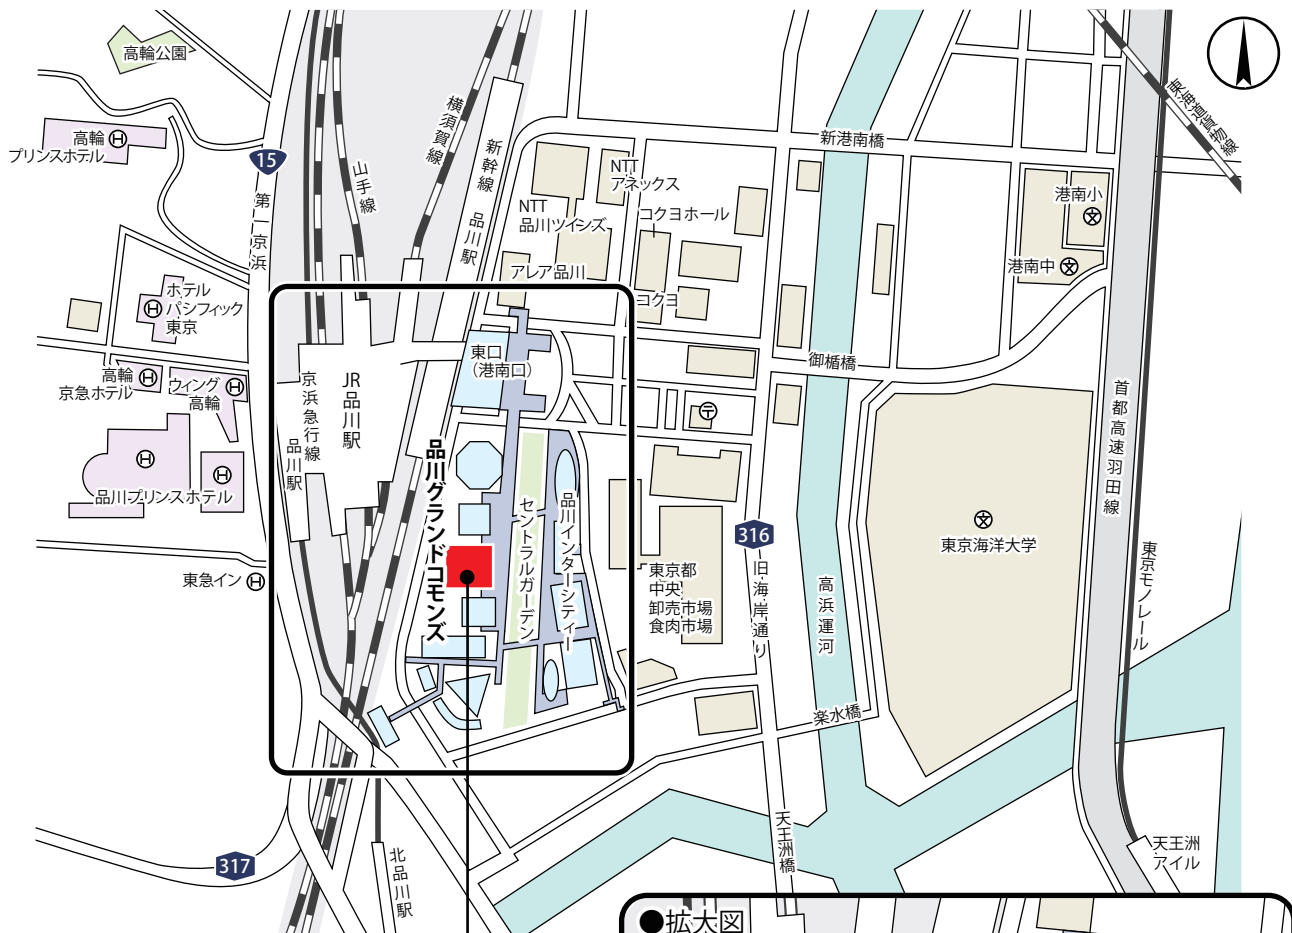 高輪公園
高輪
プリンスホテル
15
第一京浜
山手線
横須賀線
新幹線 品川駅
新港南橋
東海道貨物線
NTT
アネックス
NTT
品川ツインズ
コクヨホール
アレア品川
コクヨ
港南小
港南中
ホテル
パシフィック
東京
高輪
京急ホテル
ウィング
高輪
品川プリンスホテル
東急イン
京浜急行線
品川駅
JR品川駅
東口
(港南口)
御楯橋
品川グランドコモンズ
セントラルガーデン
品川インターシティー
東京都
中央
卸売市場
食肉市場
316
旧海岸通り
高浜運河
東京海洋大学
首都高速羽田線
東京モノレール
楽水橋
天王洲橋
天王洲
アイル
317
北品川駅
●拡大図